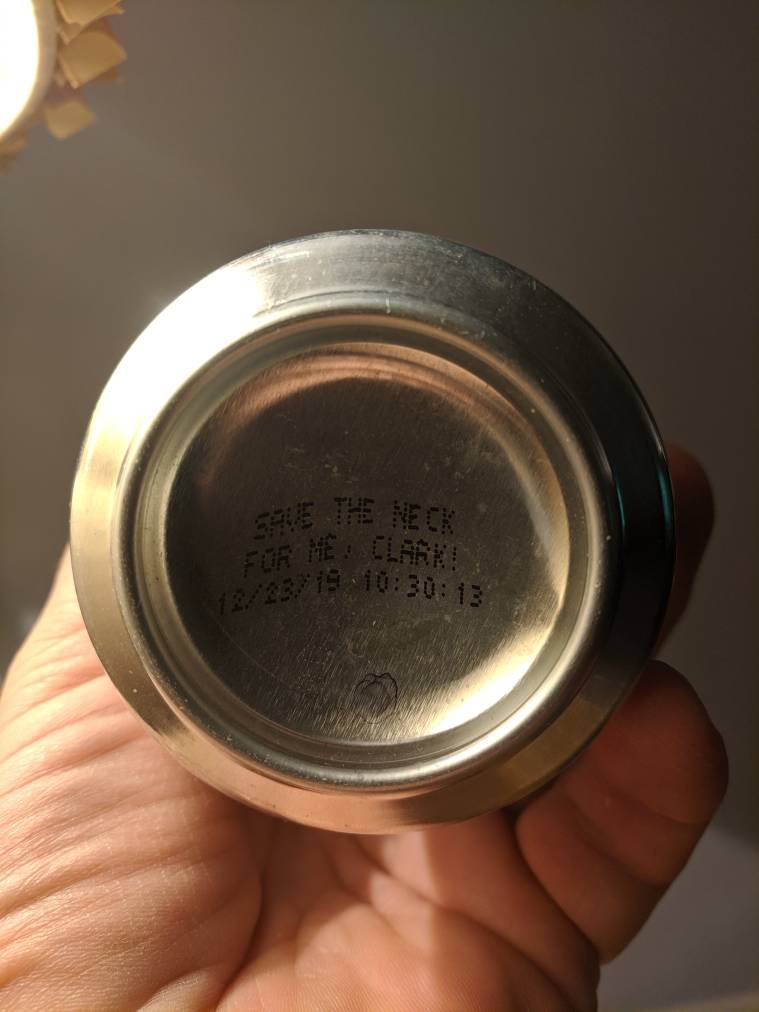 SAVE THE NECK
FOR ME, CLARK!
12/23/19 10:30:13